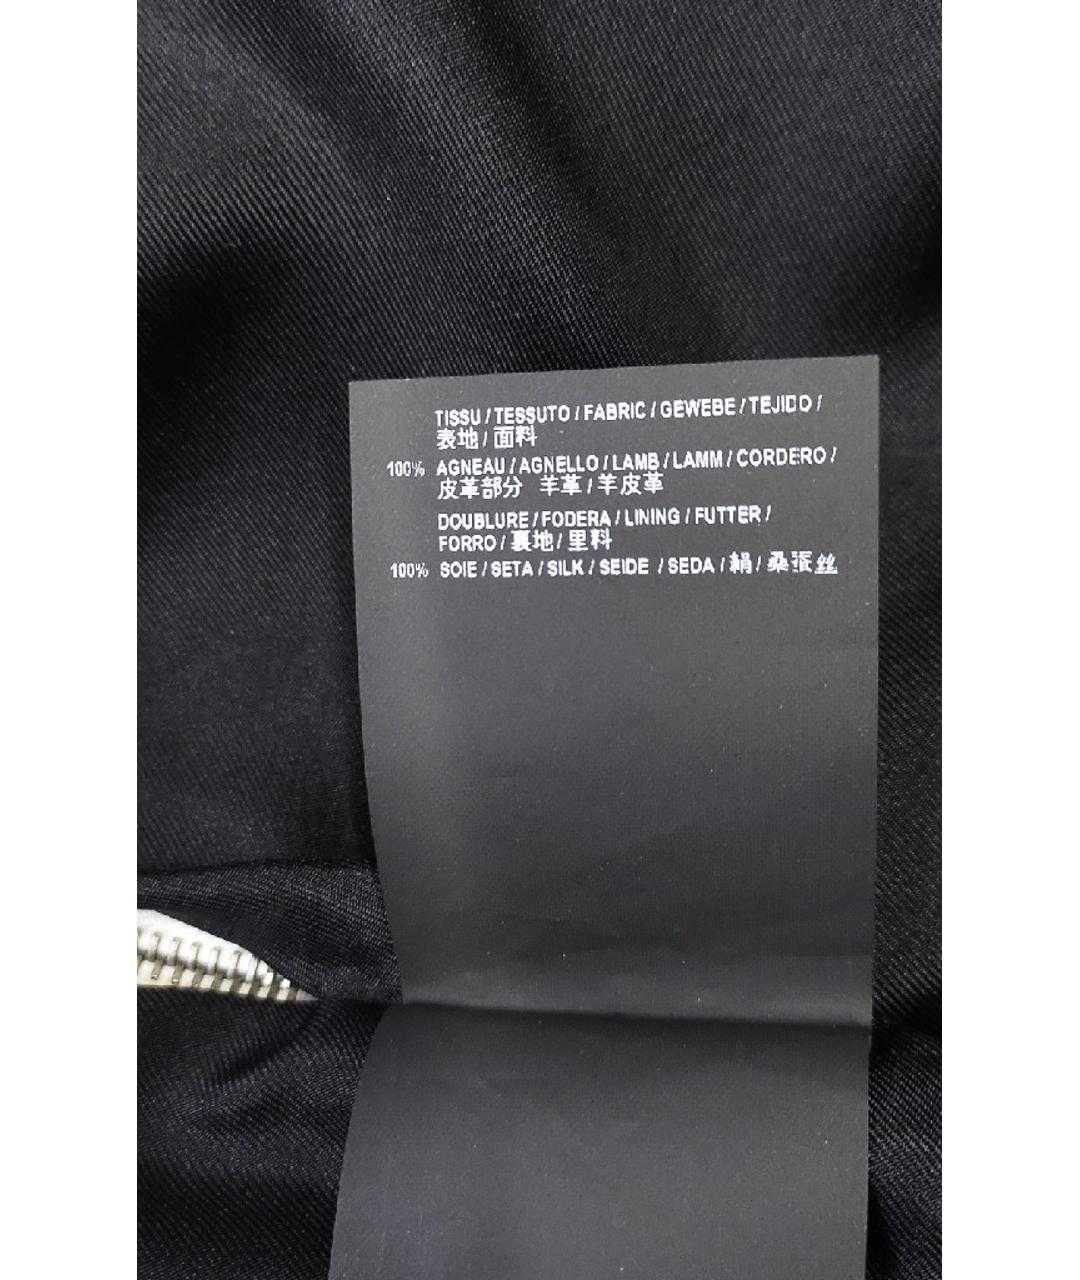 TISSU / TESSUTO / FABRIC / GEWEBE / TEJIDO /
表地 / 面料
100% AGNEAU / AGNELLO / LAMB / LAMM / CORDERO /
皮革部分 羊革 / 羊皮革
DOUBLURE / FODERA / LINING / FUTTER /
FORRO / 裏地 / 里料
100% SOIE / SETA / SILK / SEIDE / SEDA / 絹 / 桑蚕丝